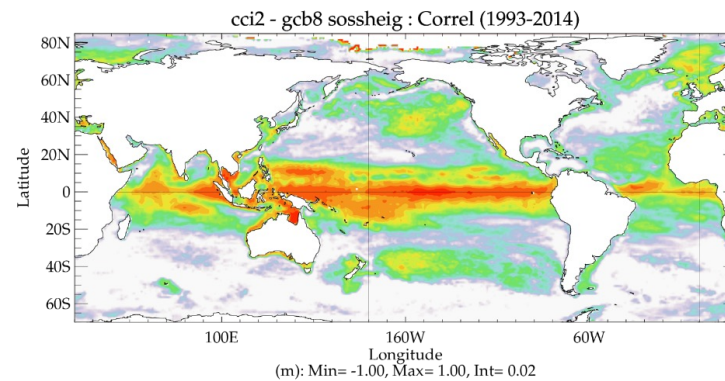 cci2 - gcb8 sossheig : Correl (1993-2014)
80N
60N
40N
20N
0
20S
40S
60S
Latitude
100E 160W 60W
Longitude
(m): Min= -1.00, Max= 1.00, Int= 0.02